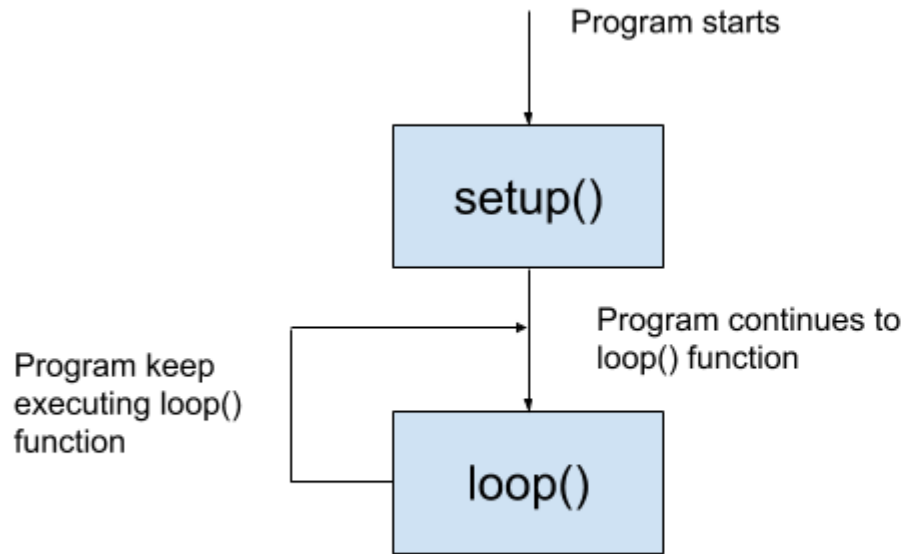 Program starts
setup()
Program continues to
loop() function
Program keep
executing loop()
function
loop()